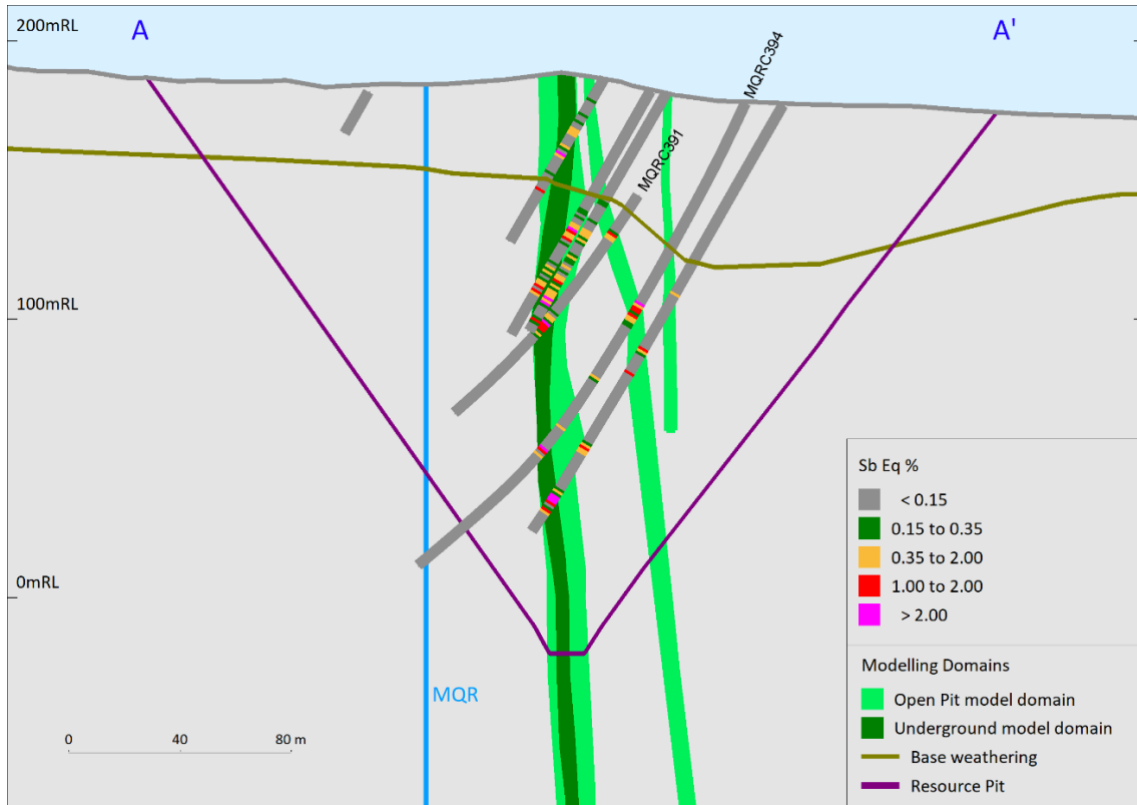 200mRL
A
A'
MQRC394
MQRC391
100mRL
0mRL
MQR
0 40 80 m
Sb Eq %
< 0.15
0.15 to 0.35
0.35 to 2.00
1.00 to 2.00
> 2.00
Modelling Domains
Open Pit model domain
Underground model domain
Base weathering
Resource Pit